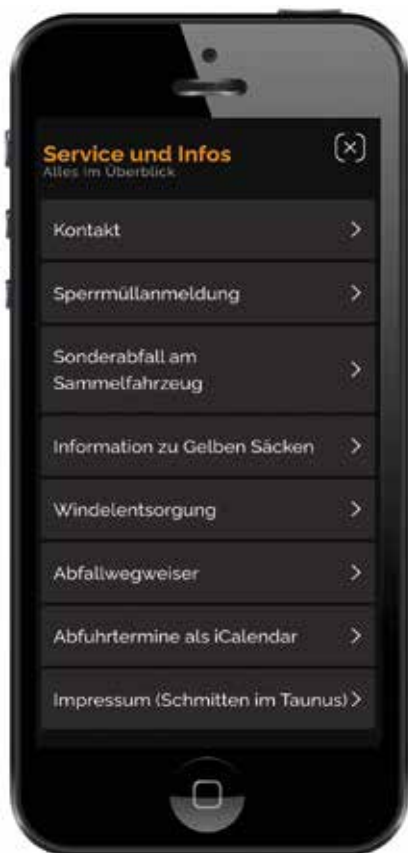 Service und Infos
Alles im Überblick
Kontakt
Sperrmüllanmeldung
Sonderabfall am
Sammelfahrzeug
Information zu Gelben Säcken
Windelentsorgung
Abfallwegweiser
Abfuhrtermine als iCalendar
Impressum (Schmitten im Taunus)